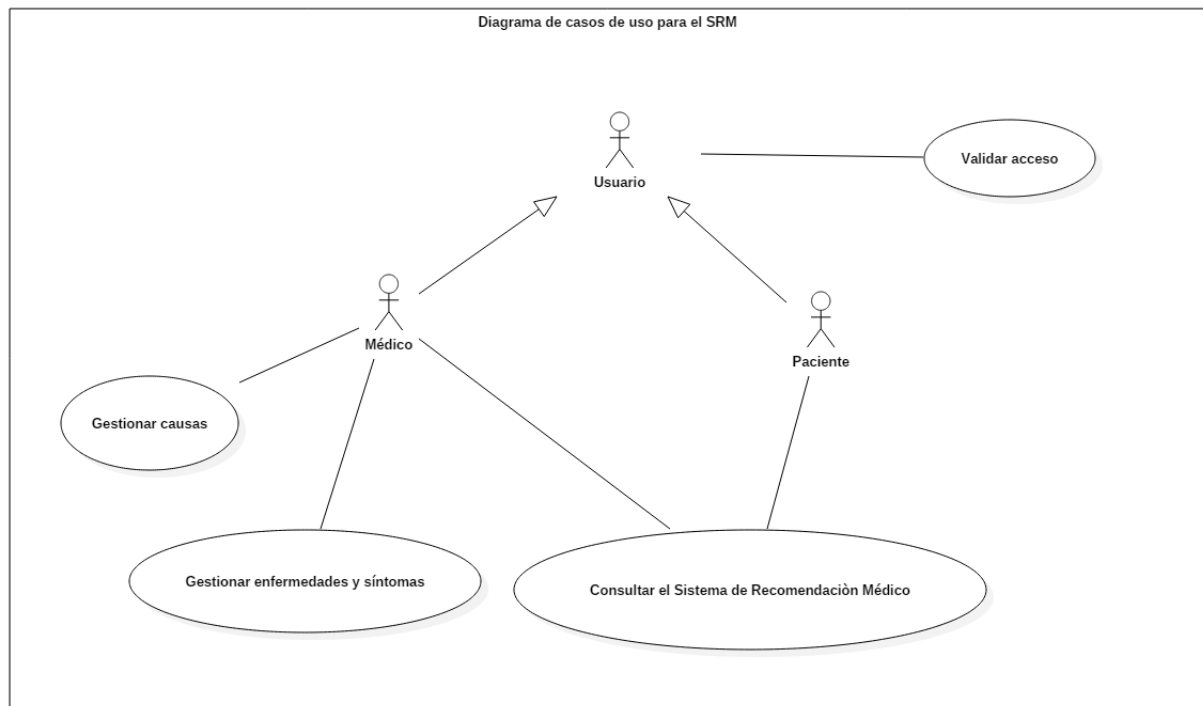 Diagrama de casos de uso para el SRM
Usuario
Validar acceso
Médico
Paciente
Gestionar causas
Gestionar enfermedades y síntomas
Consultar el Sistema de Recomendaciòn Médico